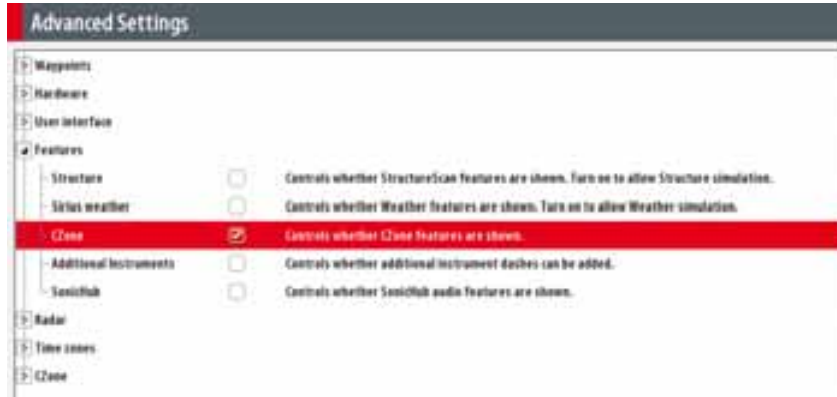 Advanced Settings
Waypoints
Hardware
User interface
Features
Structure Controls whether StructureScan features are shown. Turn on to allow Structure simulation.
Sirius weather Controls whether Weather features are shown. Turn on to allow Weather simulation.
CZone Controls whether CZone features are shown.
Additional Instruments Controls whether additional instrument dashes can be added.
SonicHub Controls whether SonicHub audio features are shown.
Radar
Time zones
CZone